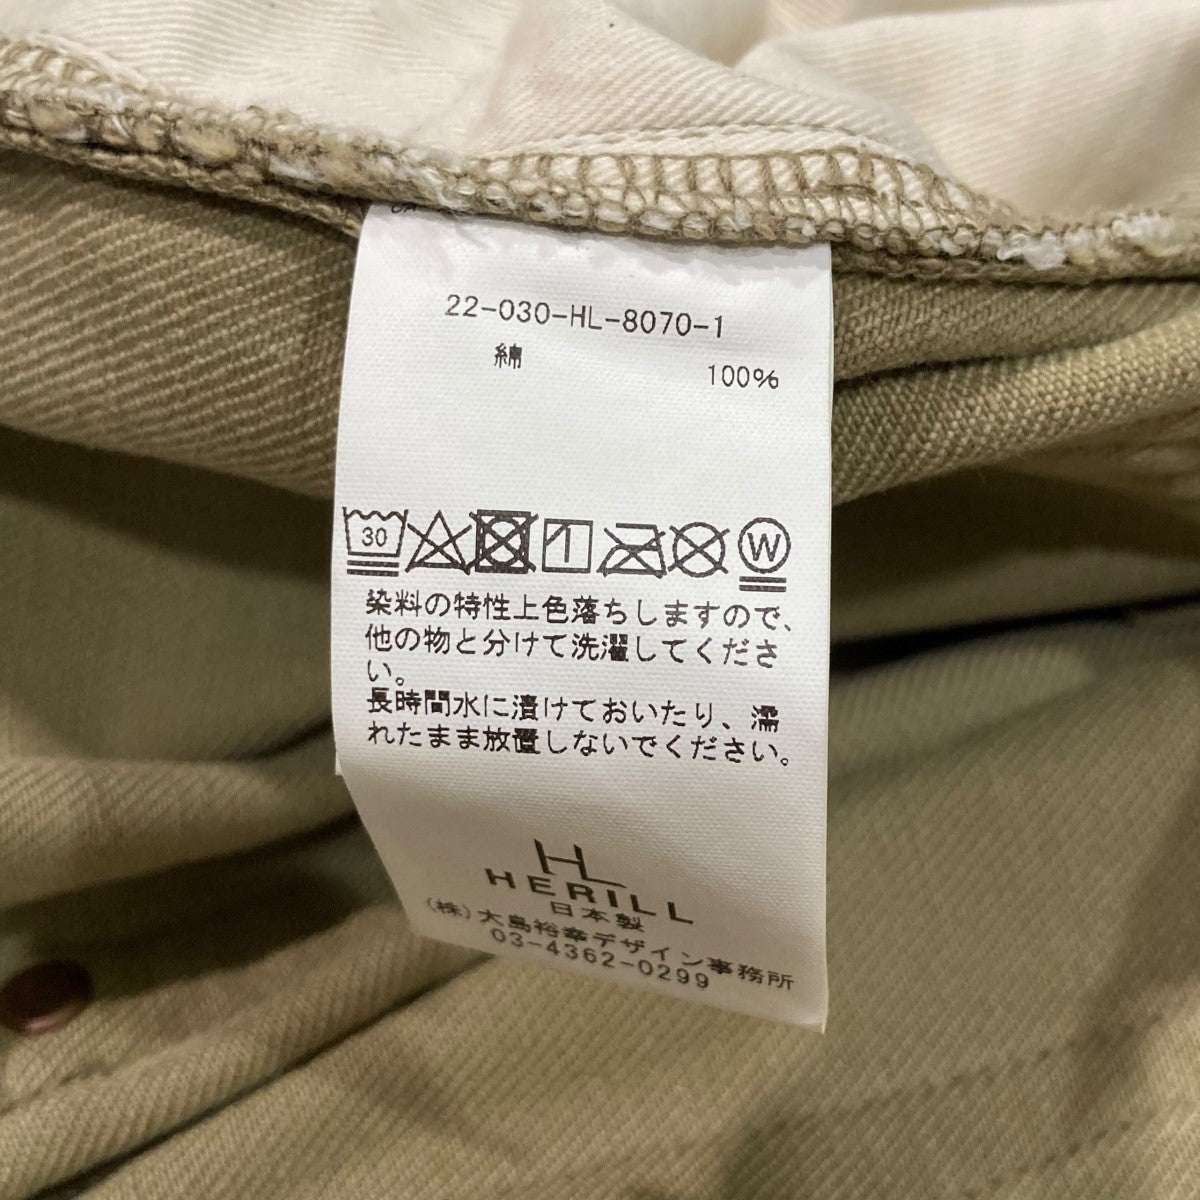 22-030-HL-8070-1
綿 100%
30
W
染料の特性上色落ちしますので、
他の物と分けて洗濯してくださ
い。
長時間水に漬けておいたり、濡
れたまま放置しないでください。
HL
HERILL
日本製
(株)大島裕幸デザイン事務所
03-4362-0299